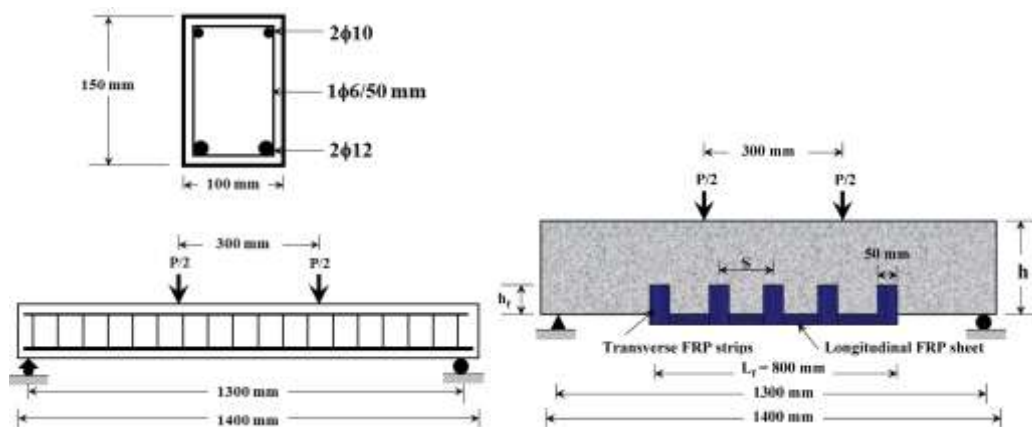 2ϕ10
150 mm
1ϕ6/50 mm
2ϕ12
100 mm
300 mm
P/2
P/2
1300 mm
1400 mm
300 mm
P/2
P/2
50 mm
S
h
hf
Transverse FRP strips
Longitudinal FRP sheet
Lf = 800 mm
1300 mm
1400 mm